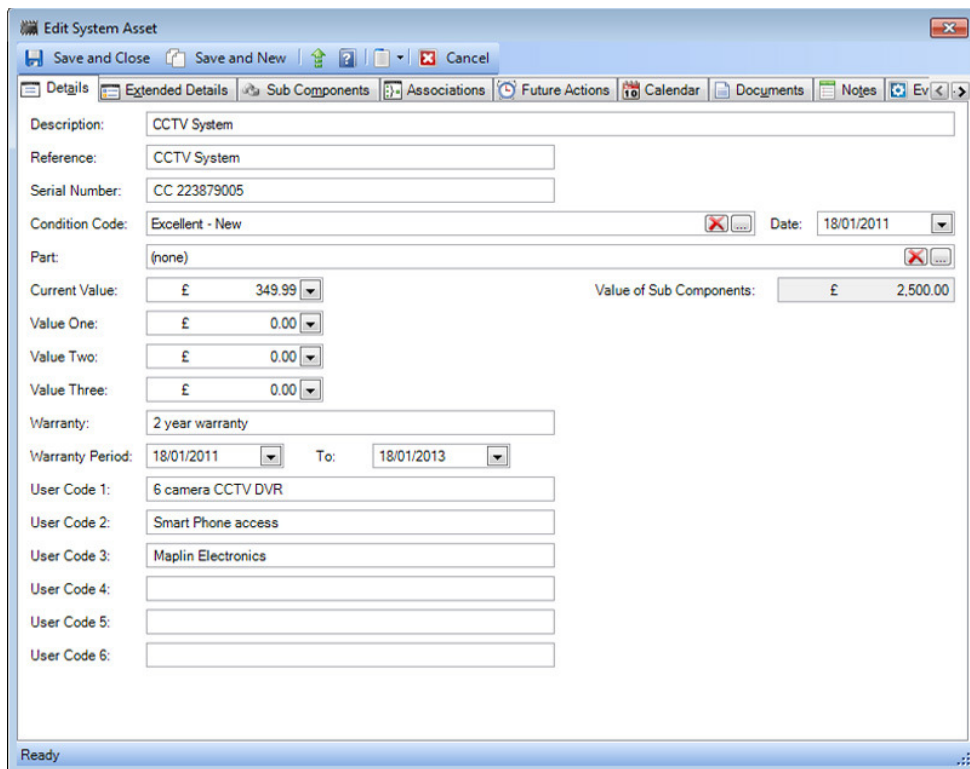 Edit System Asset
Save and Close Save and New ? Cancel
Details Extended Details Sub Components Associations Future Actions 10 Calendar Documents Notes Ev
Description: CCTV System
Reference: CCTV System
Serial Number: CC 223879005
Condition Code: Excellent - New ... Date: 18/01/2011
Part: (none) ...
Current Value: £ 349.99 Value of Sub Components: £ 2,500.00
Value One: £ 0.00
Value Two: £ 0.00
Value Three: £ 0.00
Warranty: 2 year warranty
Warranty Period: 18/01/2011 To: 18/01/2013
User Code 1: 6 camera CCTV DVR
User Code 2: Smart Phone access
User Code 3: Maplin Electronics
User Code 4:
User Code 5:
User Code 6:
Ready